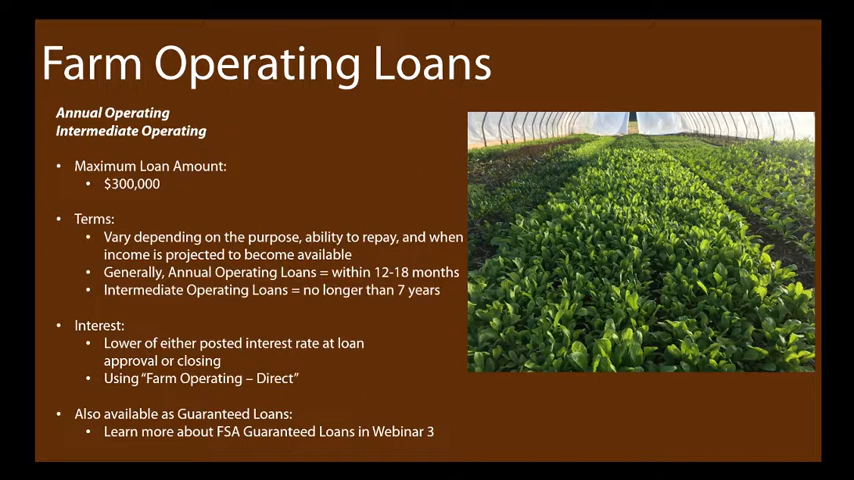 Farm Operating Loans
Annual Operating
Intermediate Operating
• Maximum Loan Amount:
• $300,000
• Terms:
• Vary depending on the purpose, ability to repay, and when
income is projected to become available
• Generally, Annual Operating Loans = within 12-18 months
• Intermediate Operating Loans = no longer than 7 years
• Interest:
• Lower of either posted interest rate at loan
approval or closing
• Using “Farm Operating – Direct”
• Also available as Guaranteed Loans:
• Learn more about FSA Guaranteed Loans in Webinar 3